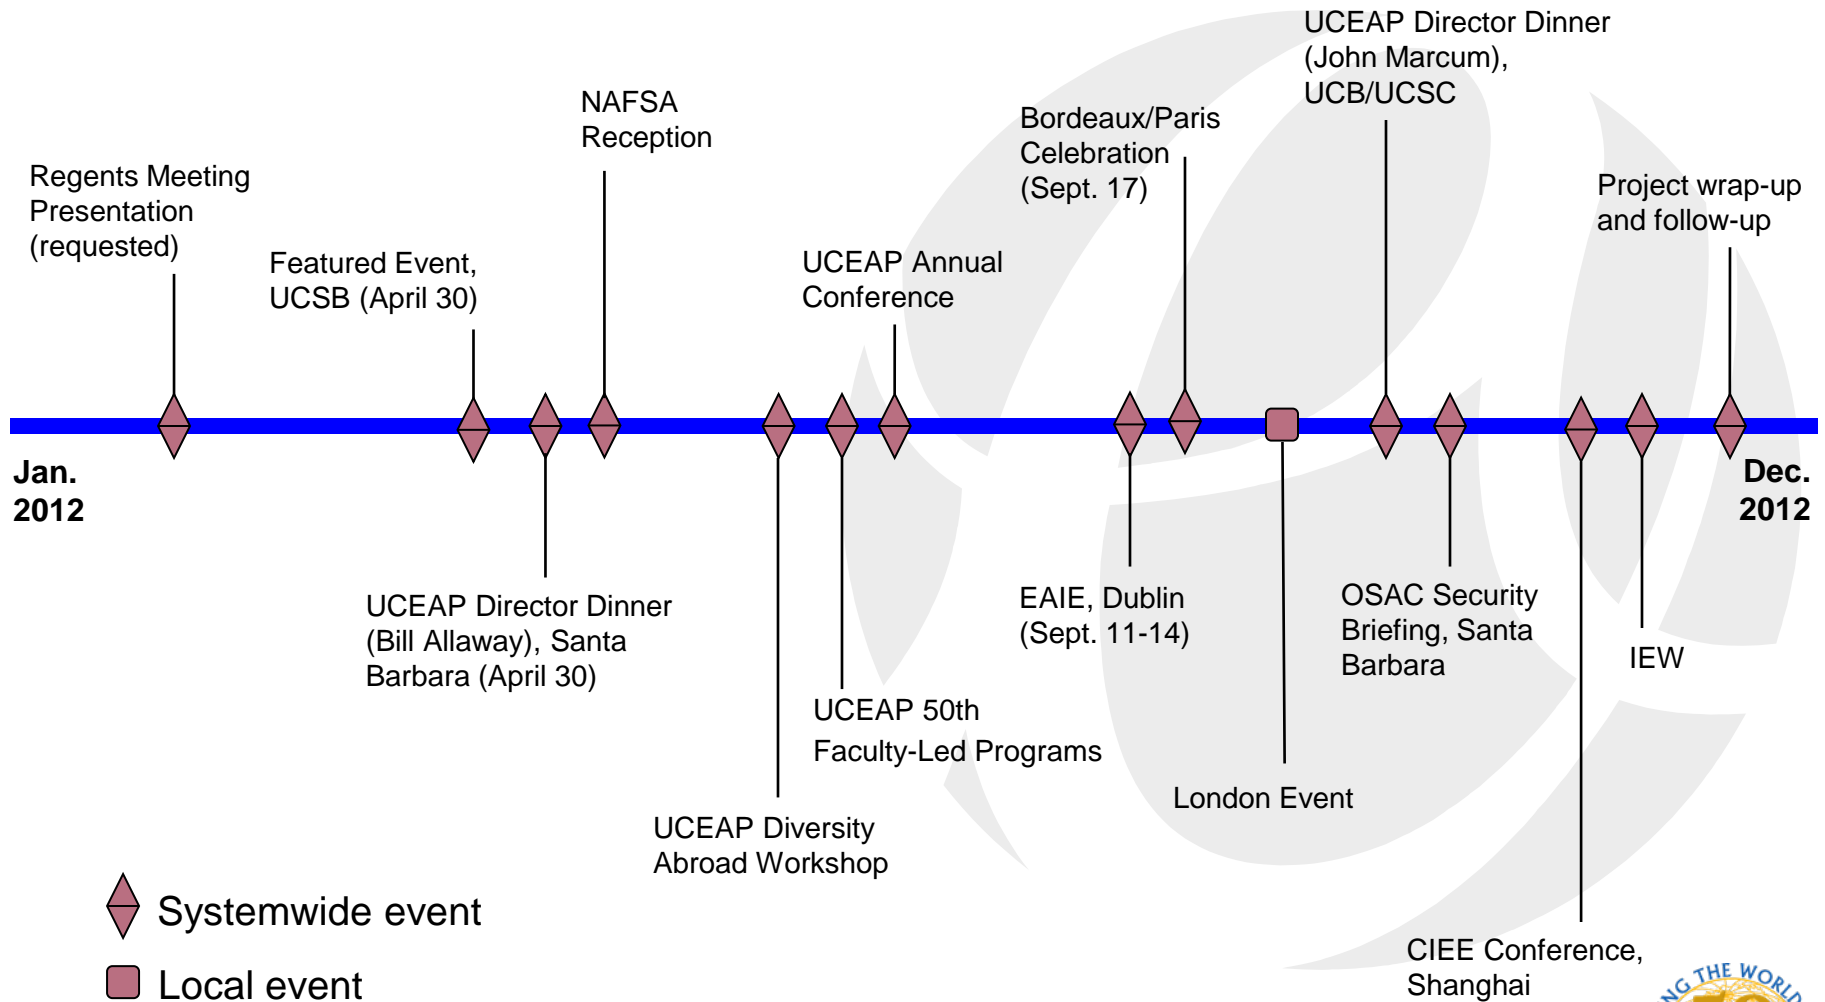 UCEAP Director Dinner
(John Marcum),
UCB/UCSC
NAFSA
Reception
Bordeaux/Paris
Celebration
(Sept. 17)
Regents Meeting
Presentation
(requested)
Project wrap-up
and follow-up
Featured Event,
UCSB (April 30)
UCEAP Annual
Conference
Jan.
2012
Dec.
2012
UCEAP Director Dinner
(Bill Allaway), Santa
Barbara (April 30)
EAIE, Dublin
(Sept. 11-14)
OSAC Security
Briefing, Santa
Barbara
IEW
UCEAP 50th
Faculty-Led Programs
London Event
UCEAP Diversity
Abroad Workshop
Systemwide event
Local event
CIEE Conference,
Shanghai
THE